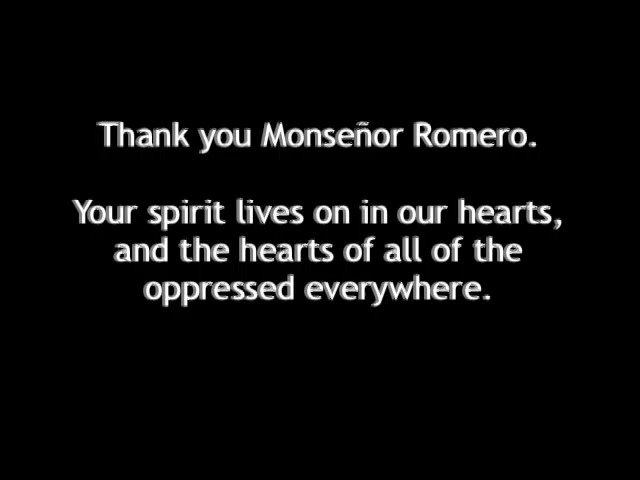 Thank you Monseñor Romero.
Your spirit lives on in our hearts,
and the hearts of all of the
oppressed everywhere.